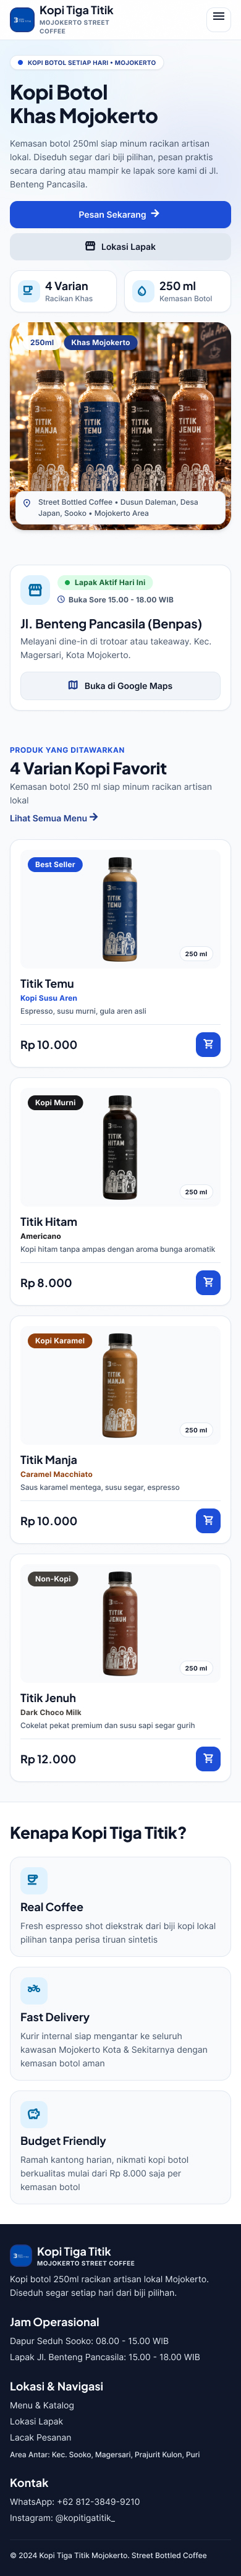 Kopi Tiga Titik
MOJOKERTO STREET
COFFEE
KOPI BOTOL SETIAP HARI • MOJOKERTO
Kopi Botol
Khas Mojokerto
Kemasan botol 250ml siap minum racikan artisan
lokal. Diseduh segar dari biji pilihan, pesan praktis
secara daring atau mampir ke lapak sore kami di Jl.
Benteng Pancasila.
Pesan Sekarang →
Lokasi Lapak
4 Varian
Racikan Khas
250 ml
Kemasan Botol
250ml
Khas Mojokerto
TITIK
MANJA
TITIK
TEMU
TITIK
HITAM
TITIK
JENUH
Street Bottled Coffee • Dusun Daleman, Desa
Japan, Sooko • Mojokerto Area
Lapak Aktif Hari Ini
Buka Sore 15.00 - 18.00 WIB
Jl. Benteng Pancasila (Benpas)
Melayani dine-in di trotoar atau takeaway. Kec.
Magersari, Kota Mojokerto.
Buka di Google Maps
PRODUK YANG DITAWARKAN
4 Varian Kopi Favorit
Kemasan botol 250 ml siap minum racikan artisan
lokal
Lihat Semua Menu →
Best Seller
TITIK
TEMU
250 ml
Titik Temu
Kopi Susu Aren
Espresso, susu murni, gula aren asli
Rp 10.000
Kopi Murni
TITIK
HITAM
250 ml
Titik Hitam
Americano
Kopi hitam tanpa ampas dengan aroma bunga aromatik
Rp 8.000
Kopi Karamel
TITIK
MANJA
250 ml
Titik Manja
Caramel Macchiato
Saus karamel mentega, susu segar, espresso
Rp 10.000
Non-Kopi
TITIK
JENUH
250 ml
Titik Jenuh
Dark Choco Milk
Cokelat pekat premium dan susu sapi segar gurih
Rp 12.000
Kenapa Kopi Tiga Titik?
Real Coffee
Fresh espresso shot diekstrak dari biji kopi lokal
pilihan tanpa perisa tiruan sintetis
Fast Delivery
Kurir internal siap mengantar ke seluruh
kawasan Mojokerto Kota & Sekitarnya dengan
kemasan botol aman
Budget Friendly
Ramah kantong harian, nikmati kopi botol
berkualitas mulai dari Rp 8.000 saja per
kemasan botol
Kopi Tiga Titik
MOJOKERTO STREET COFFEE
Kopi botol 250ml racikan artisan lokal Mojokerto.
Diseduh segar setiap hari dari biji pilihan.
Jam Operasional
Dapur Seduh Sooko: 08.00 - 15.00 WIB
Lapak Jl. Benteng Pancasila: 15.00 - 18.00 WIB
Lokasi & Navigasi
Menu & Katalog
Lokasi Lapak
Lacak Pesanan
Area Antar: Kec. Sooko, Magersari, Prajurit Kulon, Puri
Kontak
WhatsApp: +62 812-3849-9210
Instagram: @kopitigatitik_
© 2024 Kopi Tiga Titik Mojokerto. Street Bottled Coffee